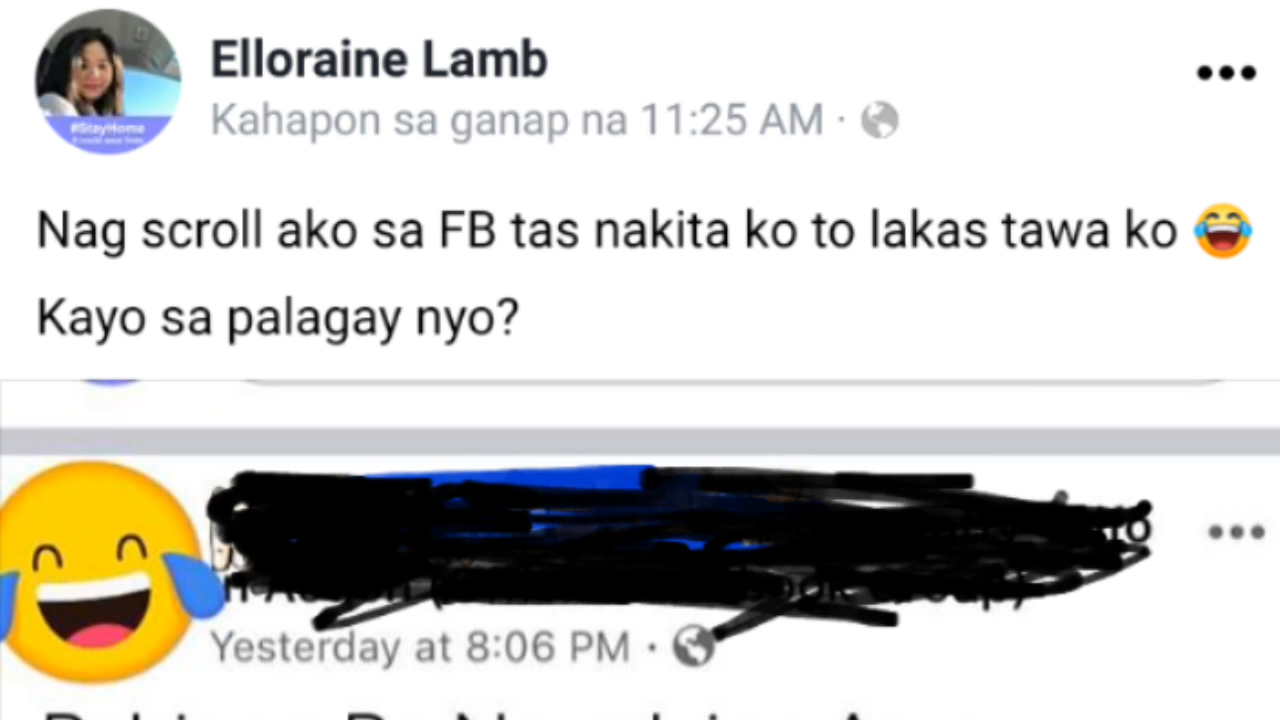 Elloraine Lamb
Kahapon sa ganap na 11:25 AM ·
#StayHome
Nag scroll ako sa FB tas nakita ko to lakas tawa ko 😂
Kayo sa palagay nyo?
Yesterday at 8:06 PM ·